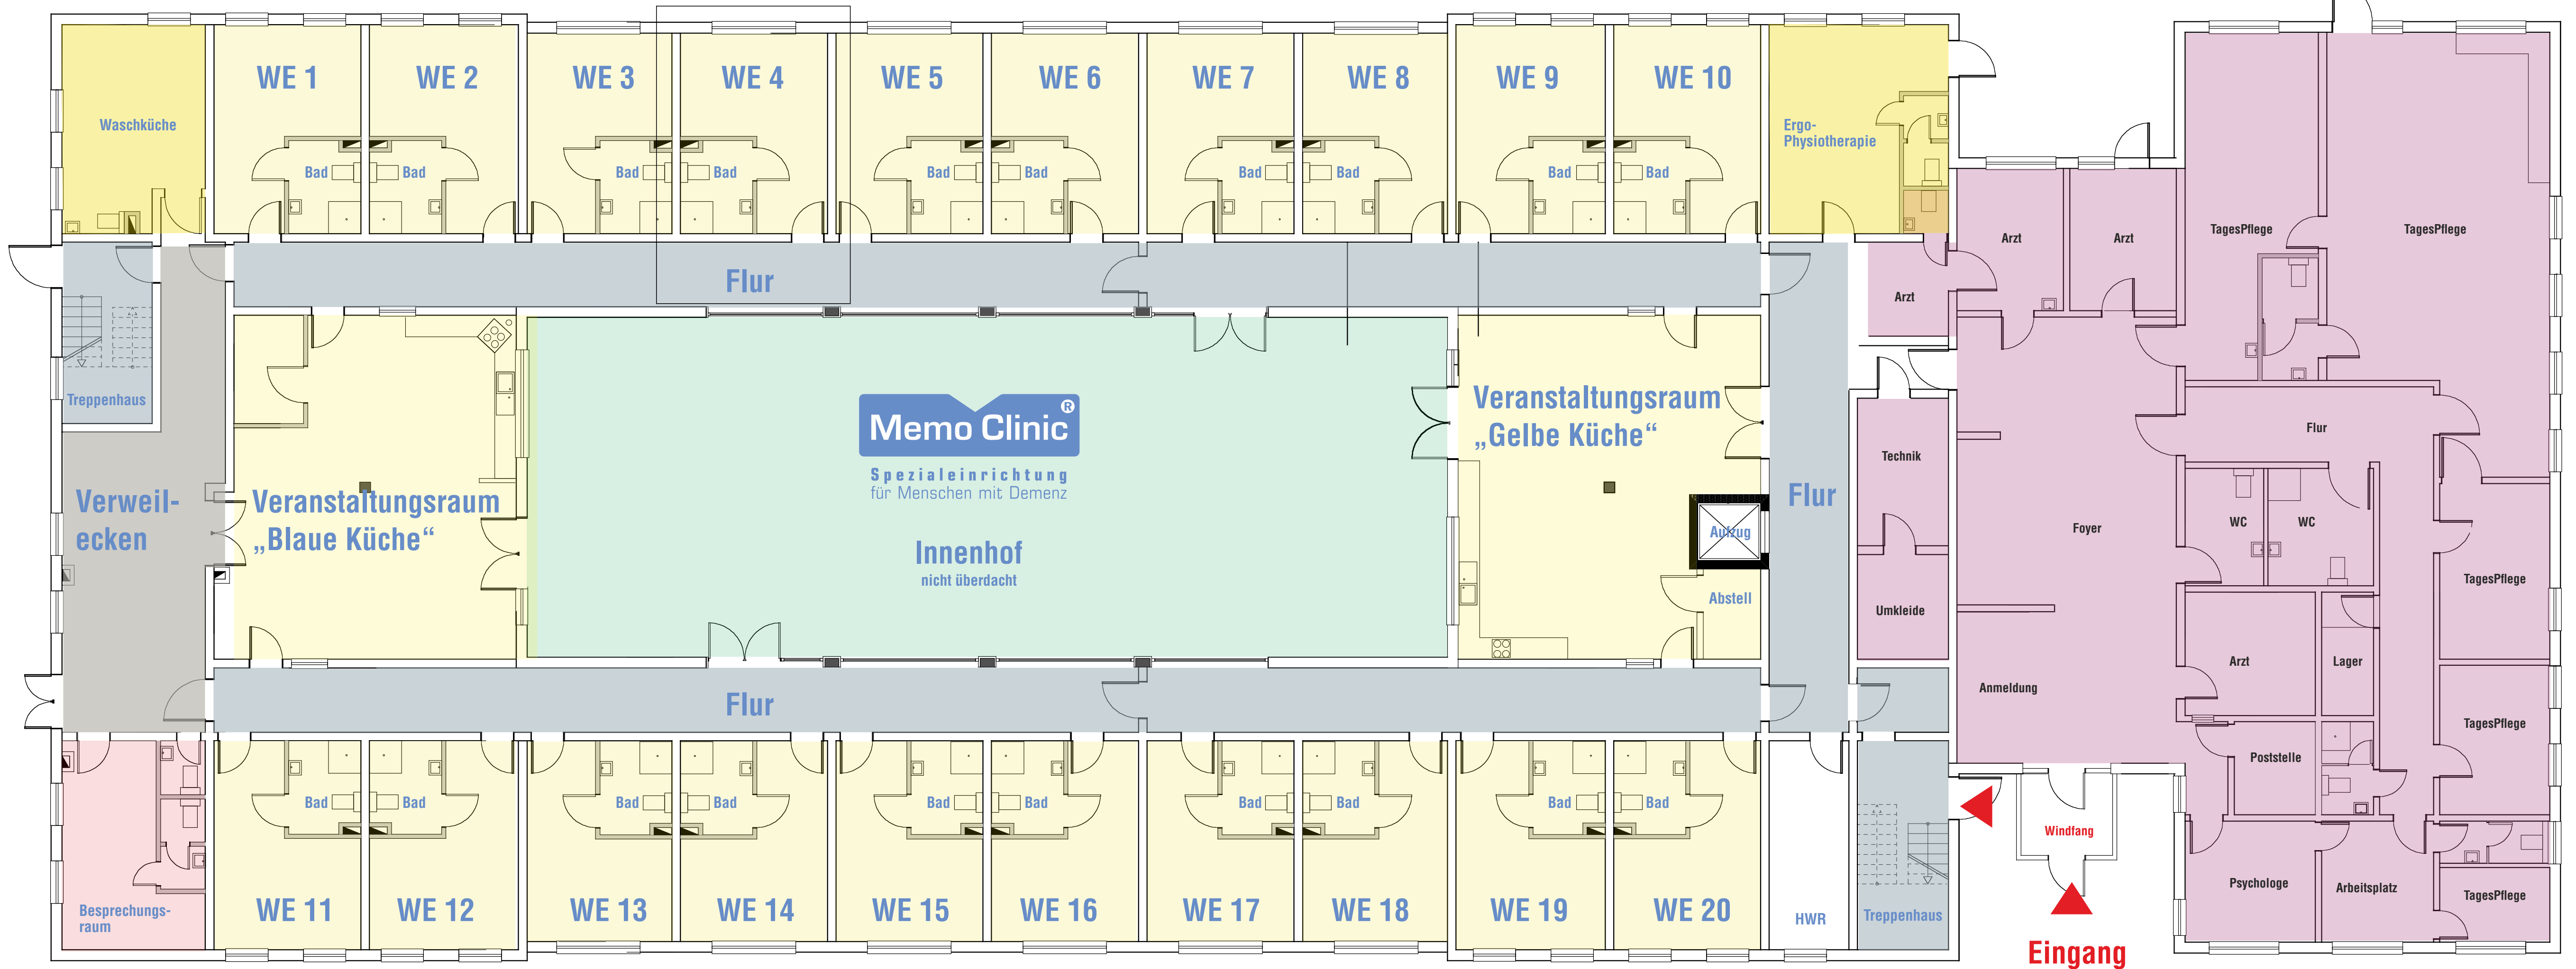 WE 1
WE 2
WE 3
WE 4
WE 5
WE 6
WE 7
WE 8
WE 9
WE 10
Waschküche
Ergo-
Physiotherapie
Bad
Bad
Bad
Bad
Bad
Bad
Bad
Bad
Bad
Bad
TagesPflege
TagesPflege
Arzt
Arzt
Arzt
Flur
Treppenhaus
Veranstaltungsraum
„Gelbe Küche“
Memo Clinic®
Spezialeinrichtung
für Menschen mit Demenz
Flur
Technik
Verweil-
ecken
Veranstaltungsraum
„Blaue Küche“
Flur
Aufzug
Foyer
WC
WC
Innenhof
nicht überdacht
TagesPflege
Abstell
Umkleide
Arzt
Lager
Anmeldung
Flur
TagesPflege
Poststelle
Bad
Bad
Bad
Bad
Bad
Bad
Bad
Bad
Bad
Bad
Windfang
Psychologe
Arbeitsplatz
TagesPflege
Besprechungs-
raum
WE 11
WE 12
WE 13
WE 14
WE 15
WE 16
WE 17
WE 18
WE 19
WE 20
HWR
Treppenhaus
Eingang